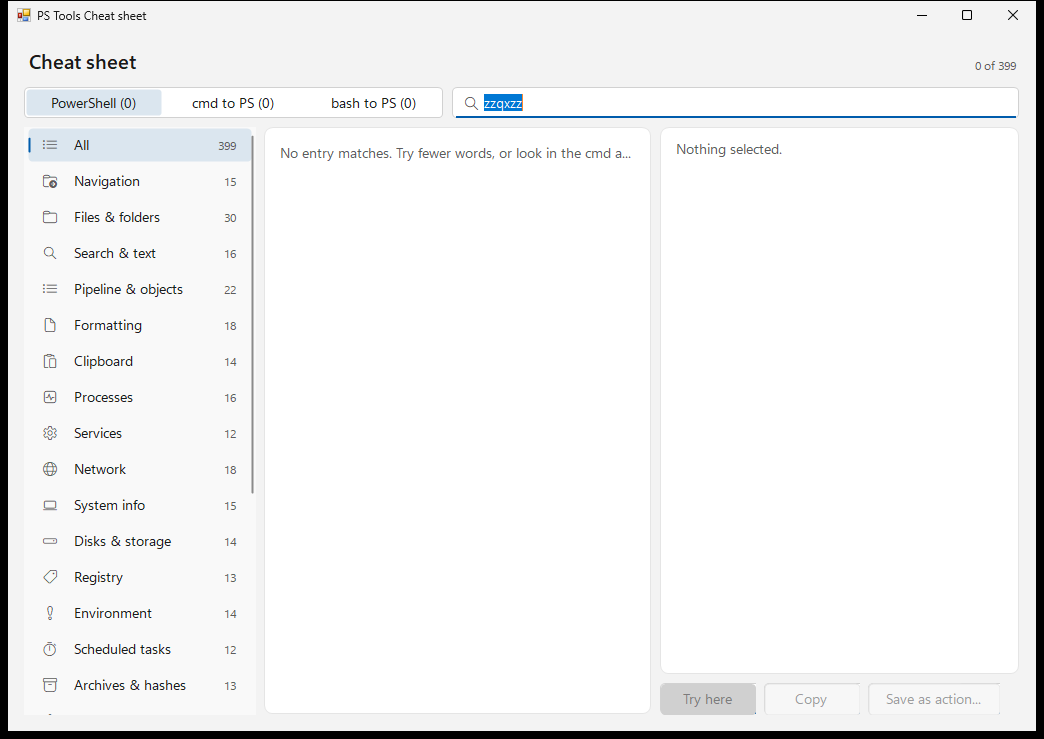 PS Tools Cheat sheet
Cheat sheet
0 of 399
PowerShell (0)
cmd to PS (0)
bash to PS (0)
zzqxzz
All 399
Navigation 15
Files & folders 30
Search & text 16
Pipeline & objects 22
Formatting 18
Clipboard 14
Processes 16
Services 12
Network 18
System info 15
Disks & storage 14
Registry 13
Environment 14
Scheduled tasks 12
Archives & hashes 13
No entry matches. Try fewer words, or look in the cmd a...
Nothing selected.
Try here
Copy
Save as action...